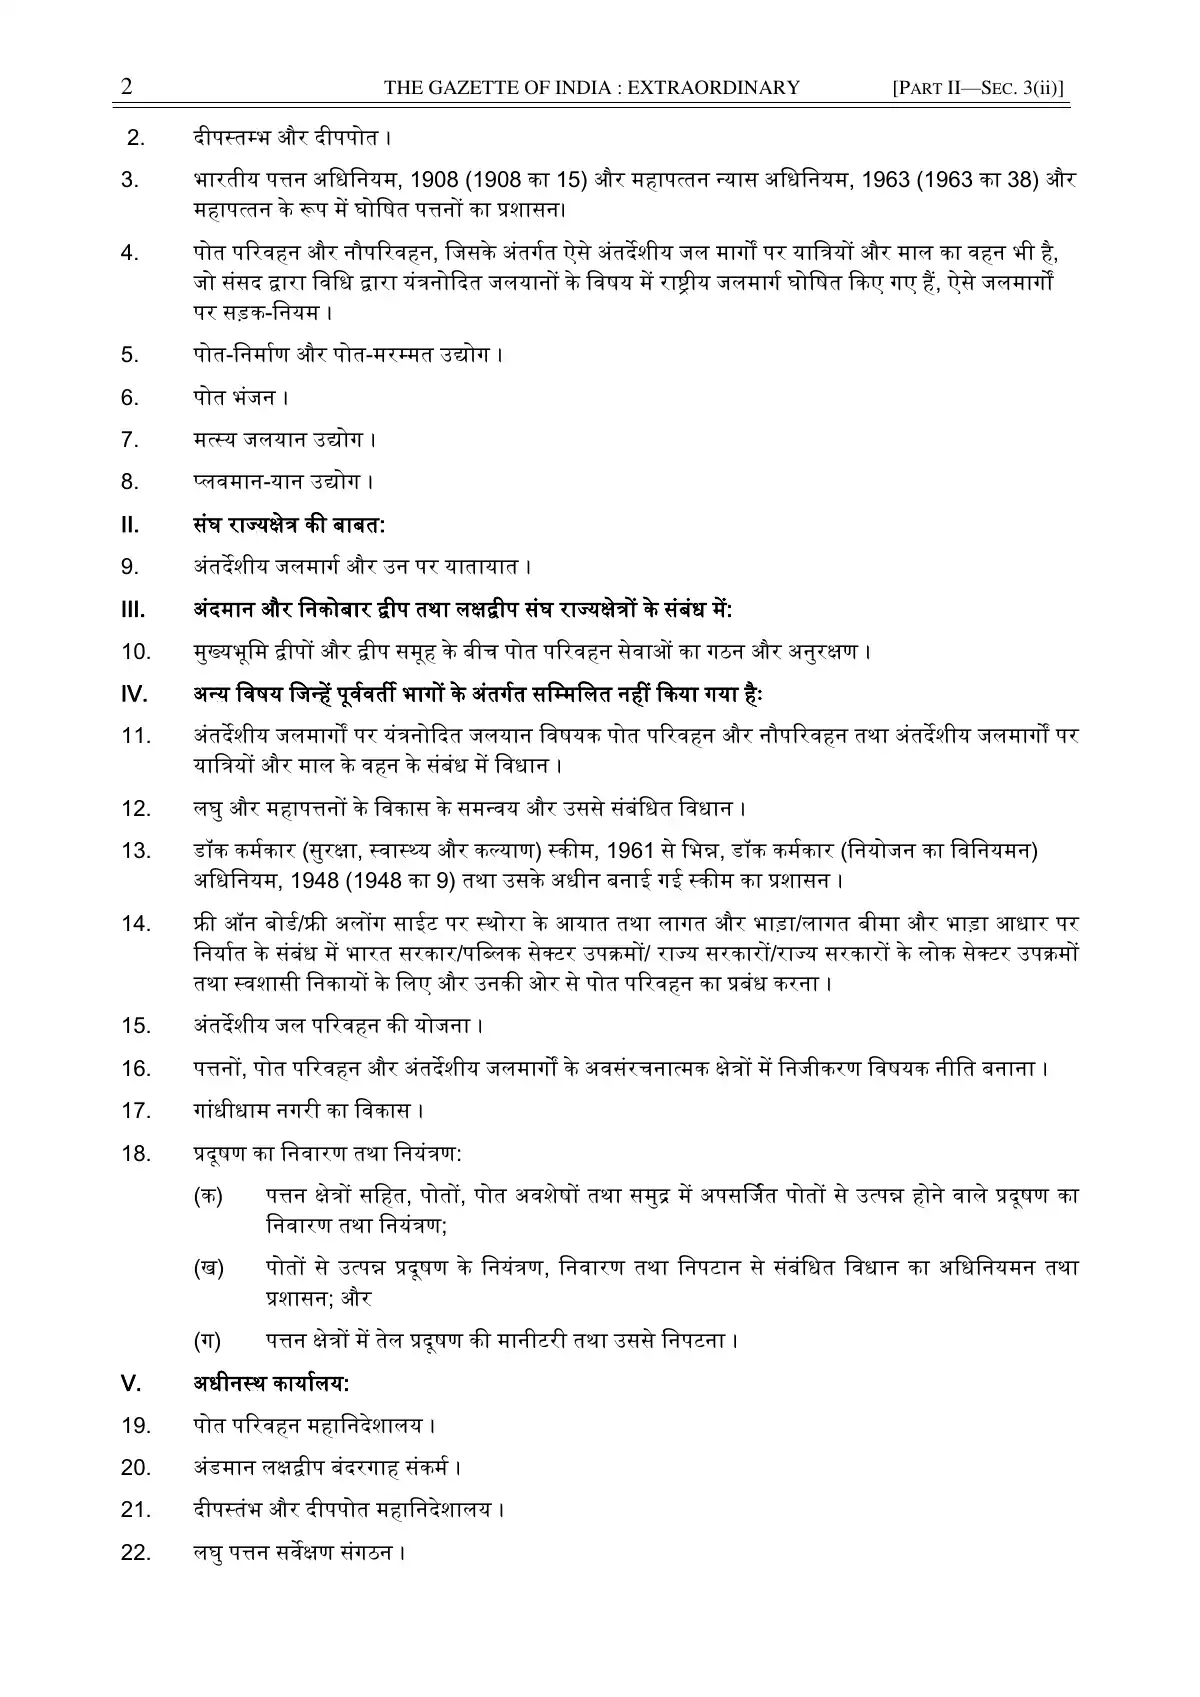 2 THE GAZETTE OF INDIA : EXTRAORDINARY [PART II—SEC. 3(ii)]
2. दीपस्तम्भ और दीपपोत ।
3. भारतीय पत्तन अधिनियम, 1908 (1908 का 15) और महापत्तन न्यास अधिनियम, 1963 (1963 का 38) और
महापत्तन के रूप में घोषित पत्तनों का प्रशासन।
4. पोत परिवहन और नौपरिवहन, जिसके अंतर्गत ऐसे अंतर्देशीय जल मार्गों पर यात्रियों और माल का वहन भी है,
जो संसद द्वारा विधि द्वारा यंत्रनोदित जलयानों के विषय में राष्ट्रीय जलमार्ग घोषित किए गए हैं, ऐसे जलमार्गों
पर सड़क-नियम ।
5. पोत-निर्माण और पोत-मरम्मत उद्योग ।
6. पोत भंजन ।
7. मत्स्य जलयान उद्योग ।
8. प्लवमान-यान उद्योग ।
II. संघ राज्यक्षेत्र की बाबत:
9. अंतर्देशीय जलमार्ग और उन पर यातायात ।
III. अंदमान और निकोबार द्वीप तथा लक्षद्वीप संघ राज्यक्षेत्रों के संबंध में:
10. मुख्यभूमि द्वीपों और द्वीप समूह के बीच पोत परिवहन सेवाओं का गठन और अनुरक्षण ।
IV. अन्य विषय जिन्हें पूर्ववर्ती भागों के अंतर्गत सम्मिलित नहीं किया गया है:
11. अंतर्देशीय जलमार्गों पर यंत्रनोदित जलयान विषयक पोत परिवहन और नौपरिवहन तथा अंतर्देशीय जलमार्गों पर
यात्रियों और माल के वहन के संबंध में विधान ।
12. लघु और महापत्तनों के विकास के समन्वय और उससे संबंधित विधान ।
13. डॉक कर्मकार (सुरक्षा, स्वास्थ्य और कल्याण) स्कीम, 1961 से भिन्न, डॉक कर्मकार (नियोजन का विनियमन)
अधिनियम, 1948 (1948 का 9) तथा उसके अधीन बनाई गई स्कीम का प्रशासन ।
14. फ्री ऑन बोर्ड/फ्री अलोंग साईट पर स्थोरा के आयात तथा लागत और भाड़ा/लागत बीमा और भाड़ा आधार पर
निर्यात के संबंध में भारत सरकार/पब्लिक सेक्टर उपक्रमों/ राज्य सरकारों/राज्य सरकारों के लोक सेक्टर उपक्रमों
तथा स्वशासी निकायों के लिए और उनकी ओर से पोत परिवहन का प्रबंध करना ।
15. अंतर्देशीय जल परिवहन की योजना ।
16. पत्तनों, पोत परिवहन और अंतर्देशीय जलमार्गों के अवसंरचनात्मक क्षेत्रों में निजीकरण विषयक नीति बनाना ।
17. गांधीधाम नगरी का विकास ।
18. प्रदूषण का निवारण तथा नियंत्रण:
(क) पत्तन क्षेत्रों सहित, पोतों, पोत अवशेषों तथा समुद्र में अपसर्जित पोतों से उत्पन्न होने वाले प्रदूषण का
निवारण तथा नियंत्रण;
(ख) पोतों से उत्पन्न प्रदूषण के नियंत्रण, निवारण तथा निपटान से संबंधित विधान का अधिनियमन तथा
प्रशासन; और
(ग) पत्तन क्षेत्रों में तेल प्रदूषण की मानीटरी तथा उससे निपटना ।
V. अधीनस्थ कार्यालय:
19. पोत परिवहन महानिदेशालय ।
20. अंडमान लक्षद्वीप बंदरगाह संकर्म ।
21. दीपस्तंभ और दीपपोत महानिदेशालय ।
22. लघु पत्तन सर्वेक्षण संगठन ।